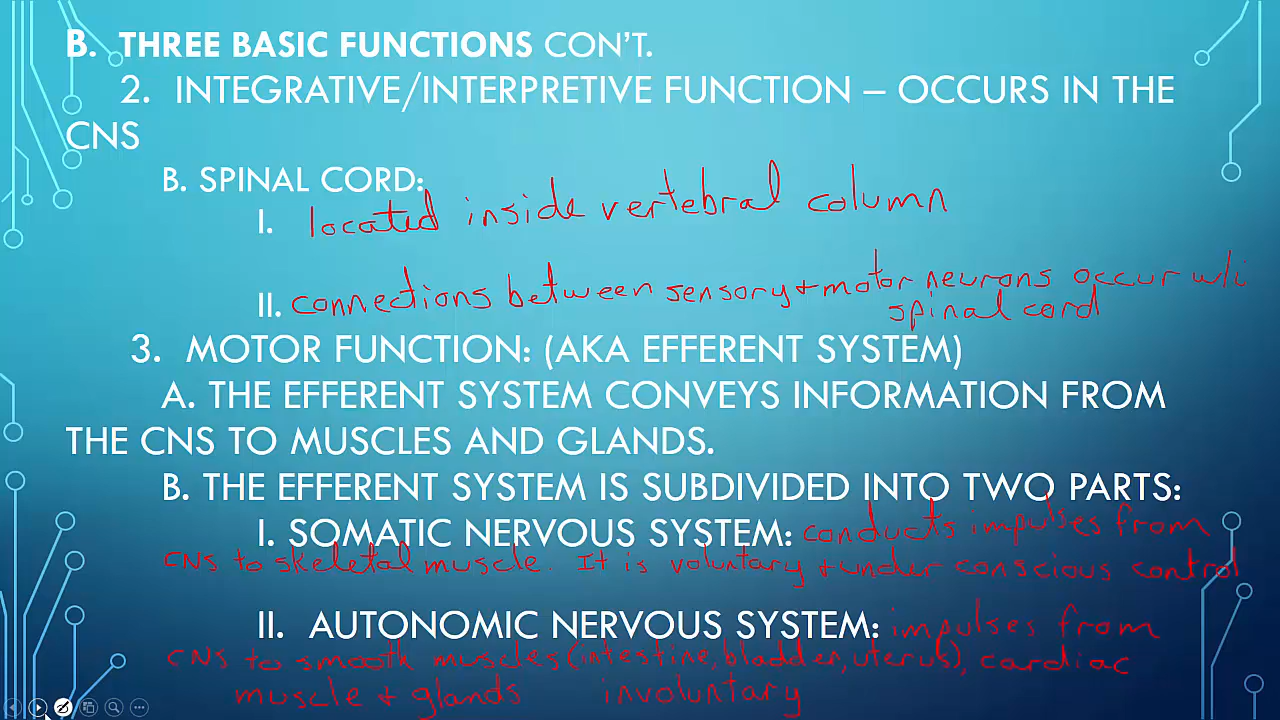 B. THREE BASIC FUNCTIONS CON'T.
2. INTEGRATIVE/INTERPRETIVE FUNCTION – OCCURS IN THE
CNS
B. SPINAL CORD:
I. located inside vertebral column
II. connections between sensory + motor neurons occur w/i
spinal cord
3. MOTOR FUNCTION: (AKA EFFERENT SYSTEM)
A. THE EFFERENT SYSTEM CONVEYS INFORMATION FROM
THE CNS TO MUSCLES AND GLANDS.
B. THE EFFERENT SYSTEM IS SUBDIVIDED INTO TWO PARTS:
I. SOMATIC NERVOUS SYSTEM: conducts impulses from
CNS to skeletal muscle. It is voluntary + under conscious control
II. AUTONOMIC NERVOUS SYSTEM: impulses from
CNS to smooth muscles (intestine, bladder, uterus), cardiac
muscle + glands involuntary